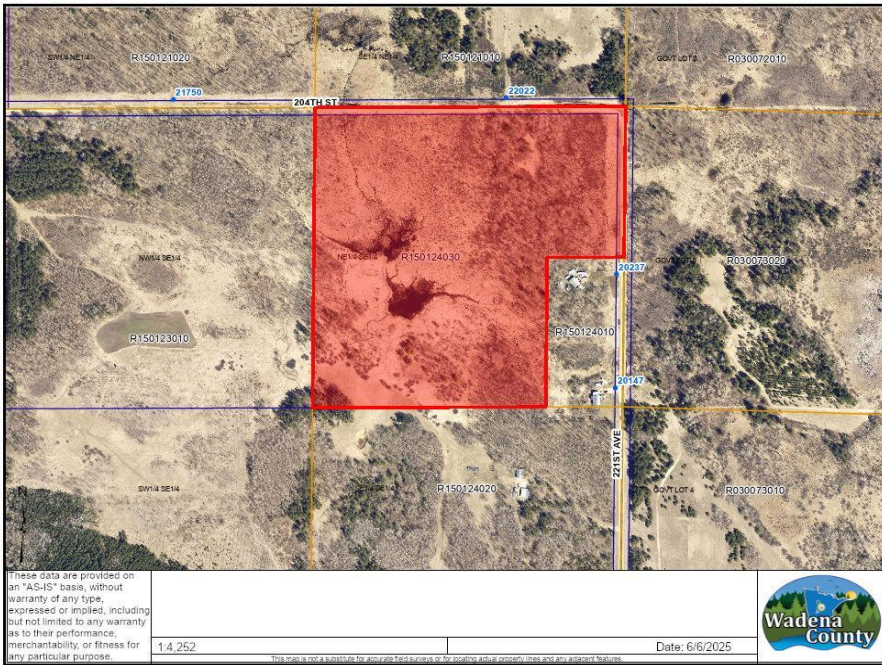 SW1/4 NE1/4
R150121020
SE1/4 NE1/4
R150121010
GOVT LOT 2
R030072010
21750
22022
204TH ST
NW1/4 SE1/4
NE1/4 SE1/4
R150124030
R030073020
20237
R150123010
R150124010
20147
221ST AVE
SW1/4 SE1/4
SE1/4 SE1/4
R150124020
GOVT LOT 4
R030073010
These data are provided on
an "AS-IS" basis, without
warranty of any type,
expressed or implied, including
but not limited to any warranty
as to their performance,
merchantability, or fitness for
any particular purpose.
1:4,252
Date: 6/6/2025
This map is not a substitute for accurate field surveys or for locating actual property lines and any adjacent features.
Wadena
County